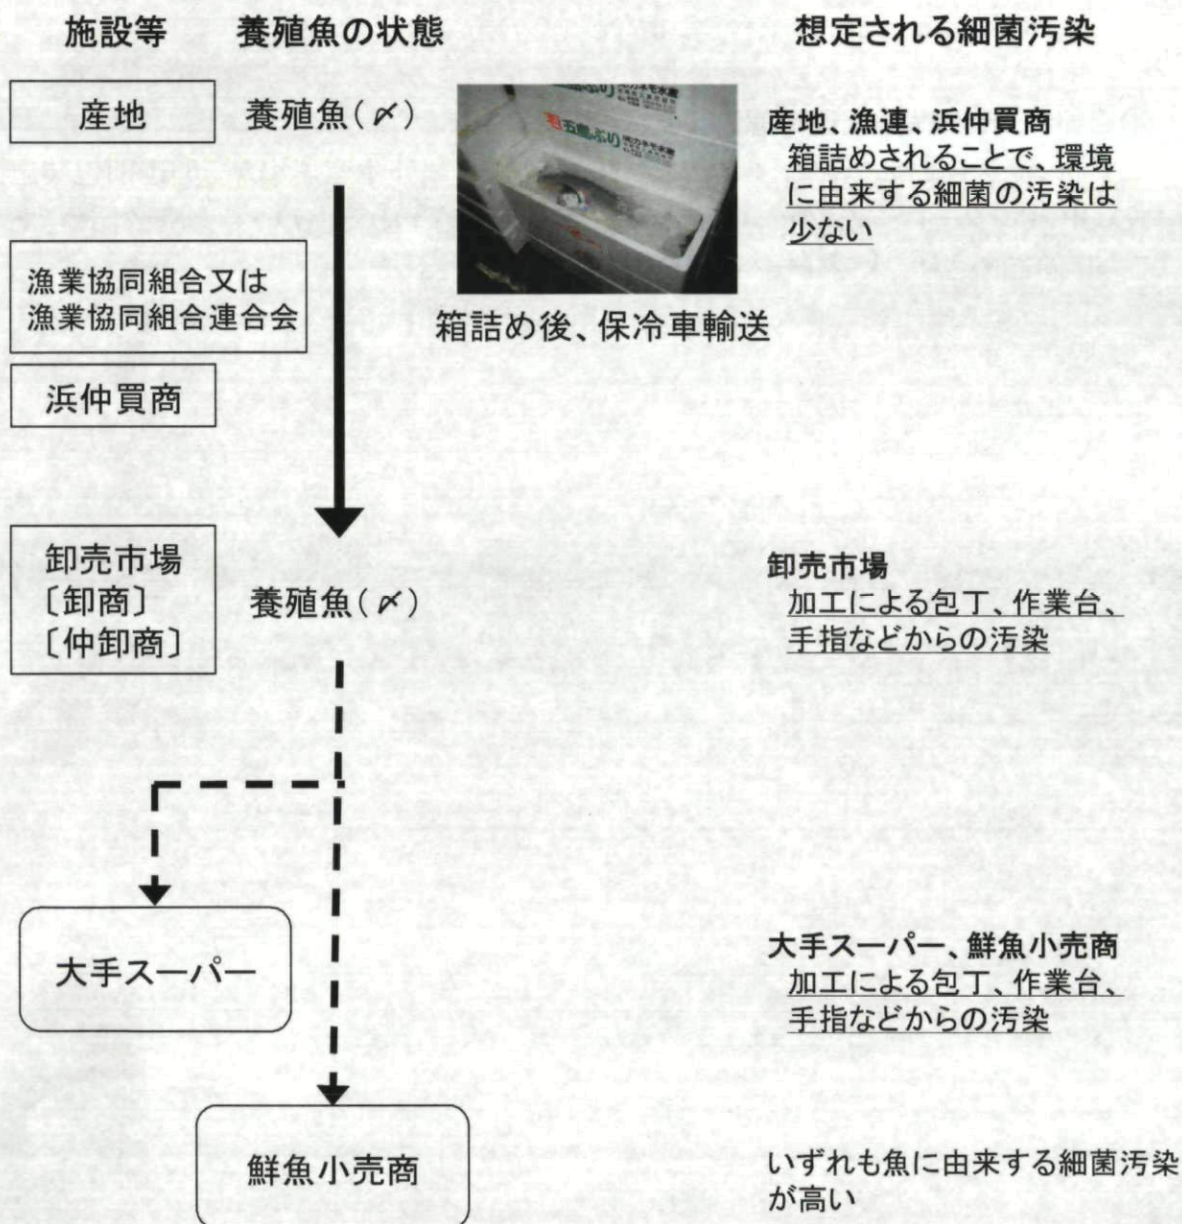 施設等
養殖魚の状態
想定される細菌汚染
産地
養殖魚(〆)
玉島ぶり
産地、漁連、浜仲買商
箱詰めされることで、環境
に由来する細菌の汚染は
少ない
漁業協同組合又は
漁業協同組合連合会
箱詰め後、保冷車輸送
浜仲買商
卸売市場
〔卸商〕
〔仲卸商〕
養殖魚(〆)
卸売市場
加工による包丁、作業台、
手指などからの汚染
大手スーパー
大手スーパー、鮮魚小売商
加工による包丁、作業台、
手指などからの汚染
鮮魚小売商
いずれも魚に由来する細菌汚染
が高い